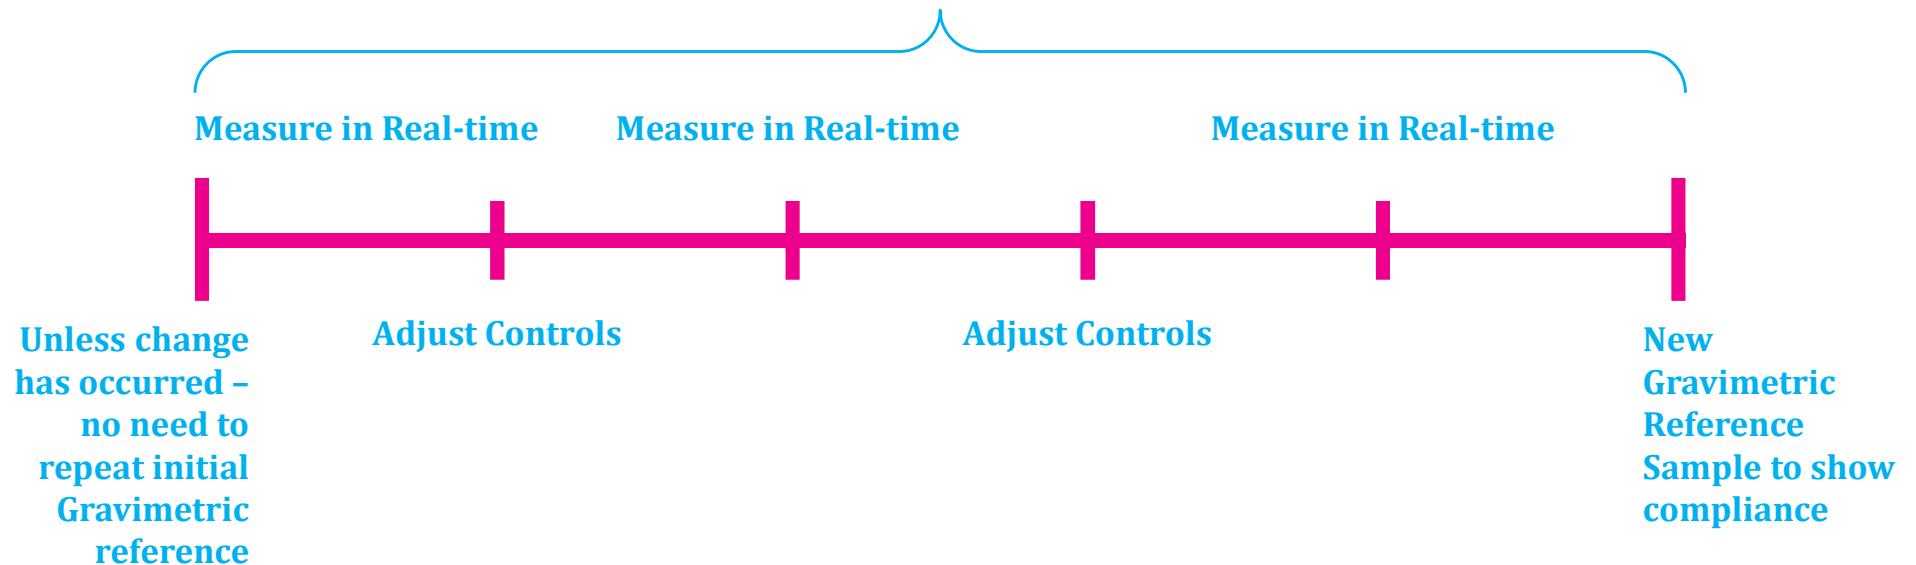 Measure in Real-time
Measure in Real-time
Measure in Real-time
Unless change
has occurred –
no need to
repeat initial
Gravimetric
reference
Adjust Controls
Adjust Controls
New
Gravimetric
Reference
Sample to show
compliance